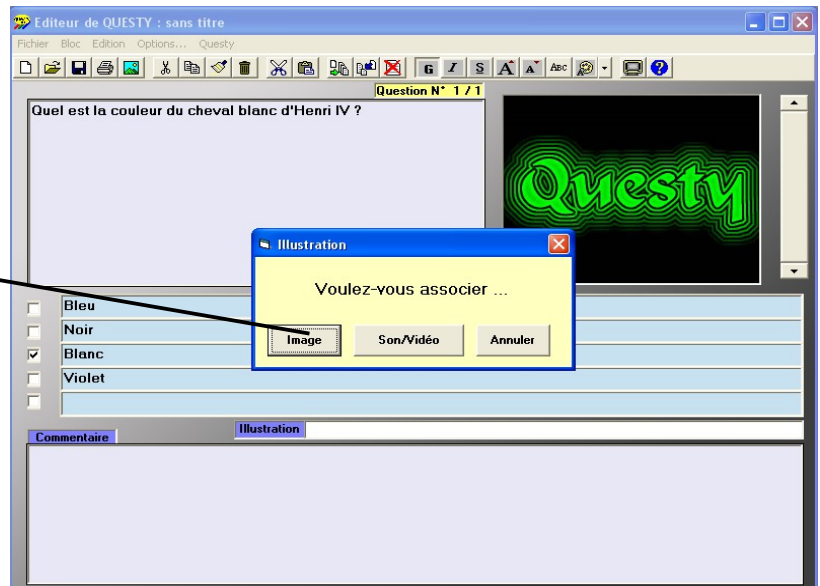 Editeur de QUESTY : sans titre
Fichier Bloc Edition Options... Questy
G I S A A ABC
Question N° 1 / 1
Quel est la couleur du cheval blanc d'Henri IV ?
Questy
Illustration
Voulez-vous associer ...
Image Son/Vidéo Annuler
Bleu
Noir
Blanc
Violet
Illustration
Commentaire